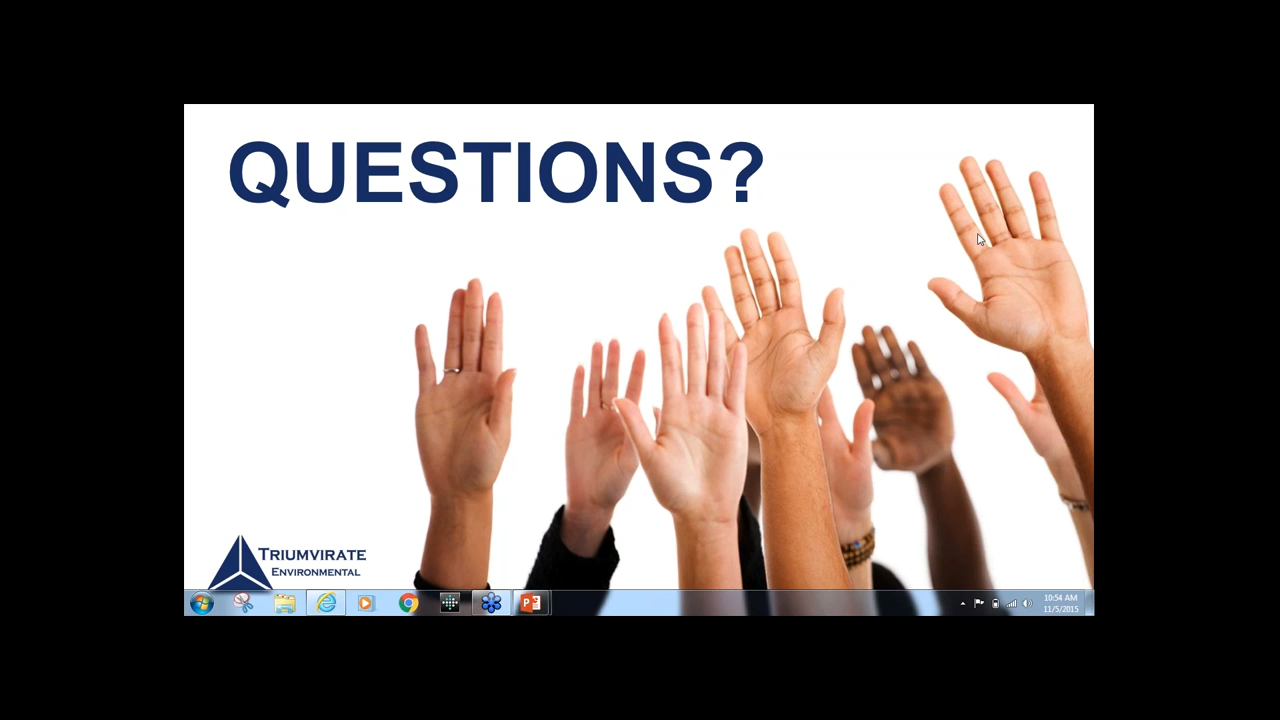 QUESTIONS?
TRIUMVIRATE
ENVIRONMENTAL
10:54 AM
11/5/2015